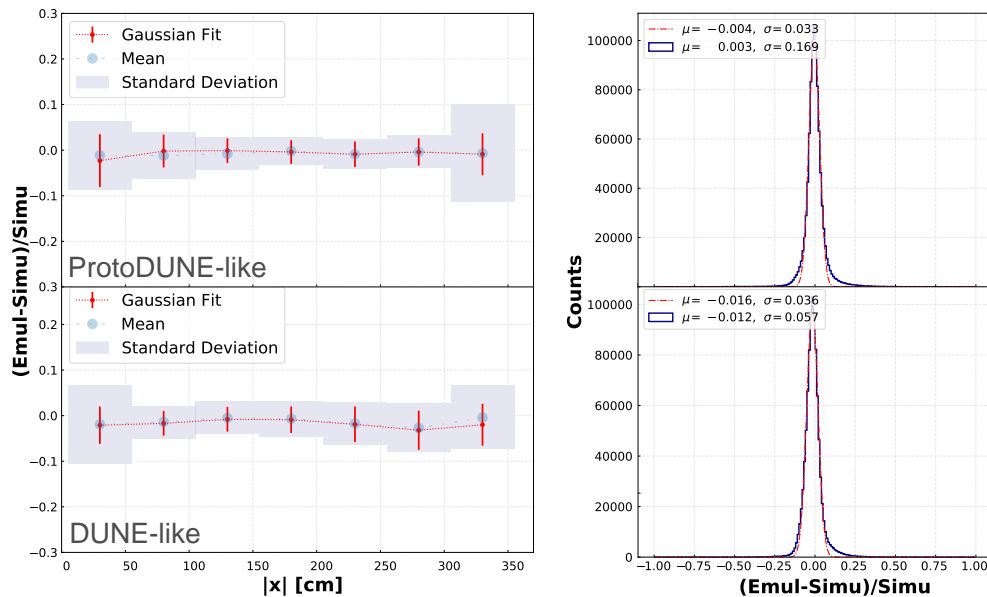 0.3
0.2
0.1
0.0
−0.1
−0.2
Gaussian Fit
Mean
Standard Deviation
ProtoDUNE-like
(Emul-Simu)/Simu
0.3
0.2
0.1
0.0
−0.1
−0.2
−0.3
Gaussian Fit
Mean
Standard Deviation
DUNE-like
0 50 100 150 200 250 300 350
|x| [cm]
100000
80000
60000
40000
20000
μ= −0.004, σ=0.033
μ= 0.003, σ=0.169
Counts
100000
80000
60000
40000
20000
0
μ= −0.016, σ=0.036
μ= −0.012, σ=0.057
−1.00 −0.75 −0.50 −0.25 0.00 0.25 0.50 0.75 1.00
(Emul-Simu)/Simu